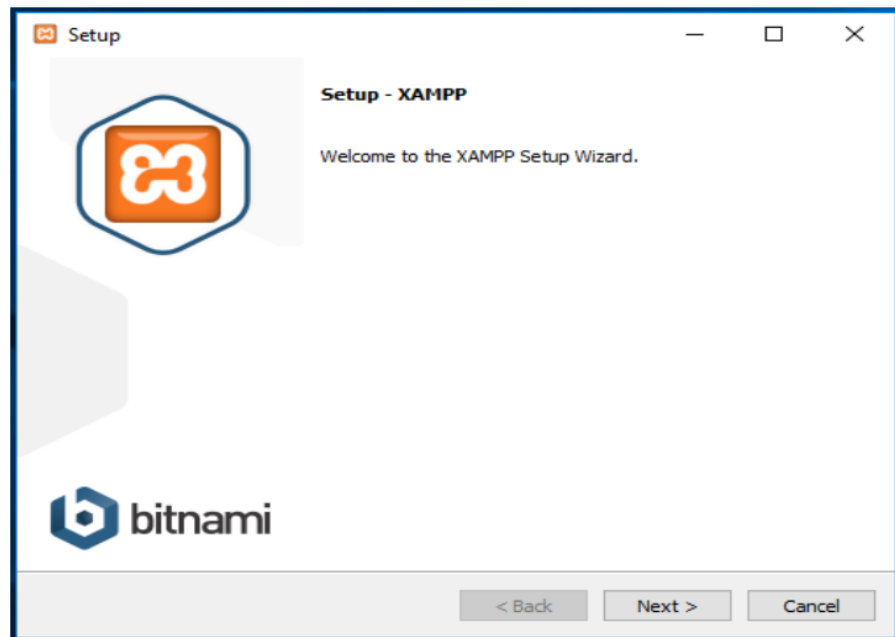 Setup
Setup - XAMPP
Welcome to the XAMPP Setup Wizard.
bitnami
< Back
Next >
Cancel